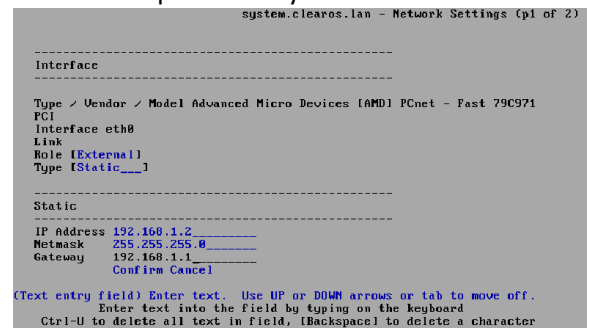 system.clearos.lan - Network Settings (p1 of 2)
----------------------------------------------------
Interface
----------------------------------------------------
Type / Vendor / Model Advanced Micro Devices [AMD] PCnet - Fast 79C971
PCI
Interface eth0
Link
Role [External]
Type [Static___]
----------------------------------------------------
Static
----------------------------------------------------
IP Address 192.168.1.2_________
Netmask 255.255.255.0_______
Gateway 192.168.1.1_________
Confirm Cancel
(Text entry field) Enter text. Use UP or DOWN arrows or tab to move off.
Enter text into the field by typing on the keyboard
Ctrl-U to delete all text in field, [Backspace] to delete a character